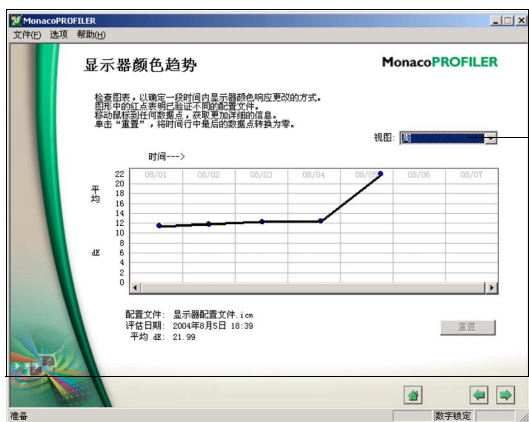 MonacoPROFILER
文件(F) 选项 帮助(H)
显示器颜色趋势
MonacoPROFILER
检查图表，以确定一段时间内显示器颜色响应更改的方式。
图形中的红点表明已验证不同的配置文件。
移动鼠标到任何数据点，获取更加详细的信息。
单击“重置”，将时间行中最后的数据点转换为零。
视图: 周
时间--->
08/01 08/02 08/03 08/04 08/05 08/06 08/07
平均 dE
22
20
18
16
14
12
10
8
6
4
2
0
配置文件: 显示器配置文件.icm
评估日期: 2004年8月5日 18:39
平均 dE: 21.99
重置
准备
数字锁定